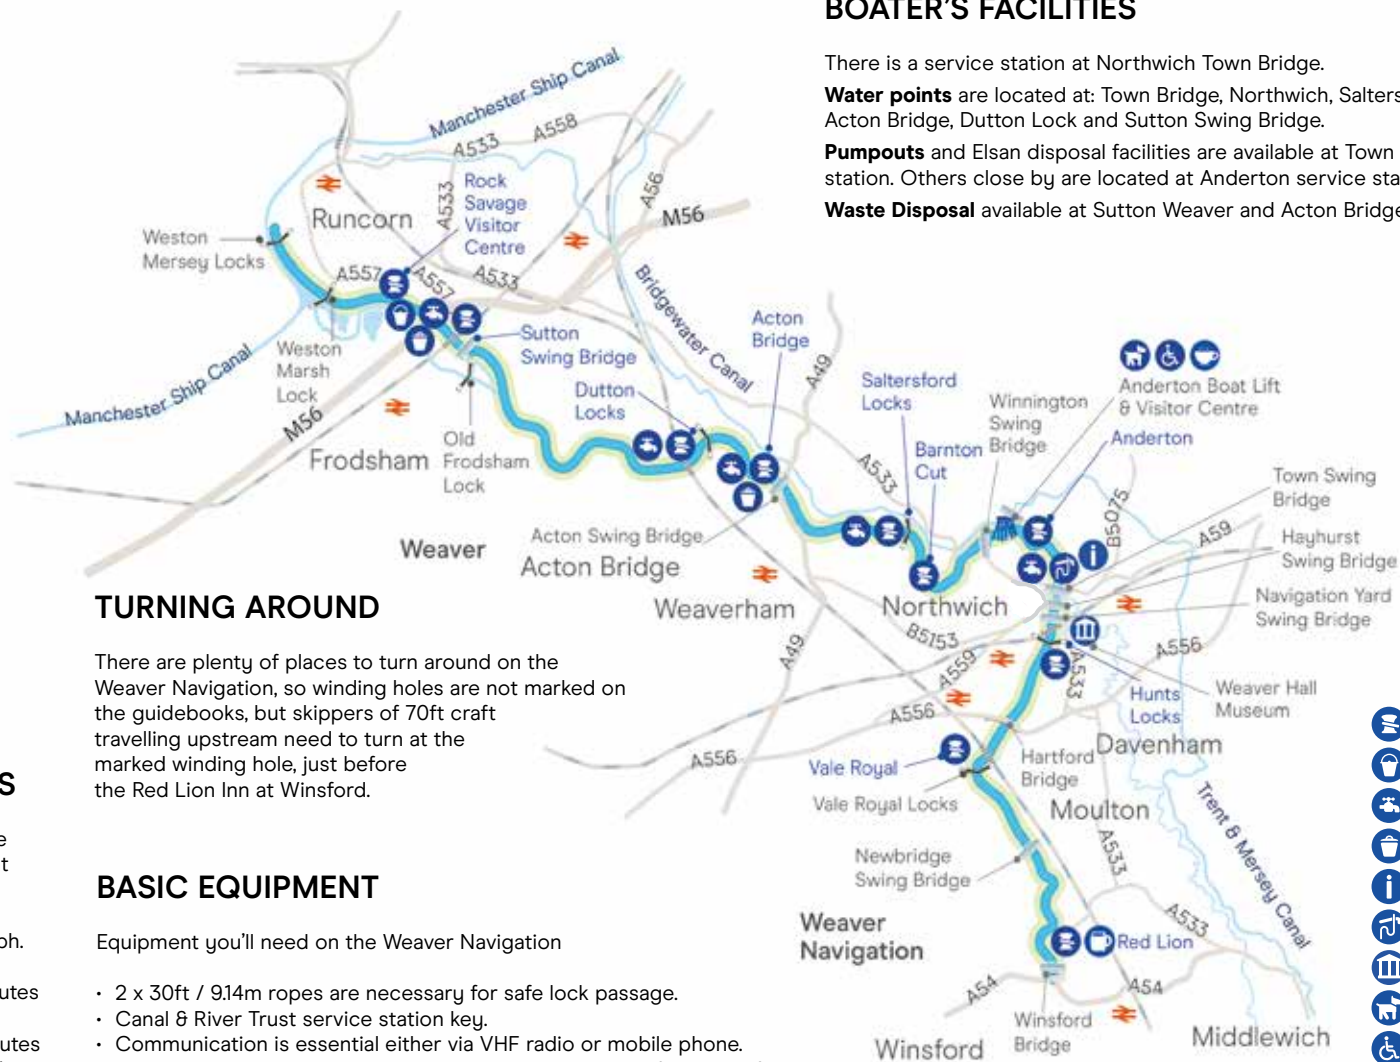 BOATER'S FACILITIES
There is a service station at Northwich Town Bridge.
Water points are located at: Town Bridge, Northwich,
Acton Bridge, Dutton Lock and Sutton Swing Bridge.
Pumpouts and Elsan disposal facilities are available at Town
station. Others close by are located at Anderton service
Waste Disposal available at Sutton Weaver and Acton
Manchester Ship Canal
A558
A533
A533
A56
M56
Rock
Savage
Visitor
Centre
Runcorn
Weston
Mersey Locks
A557
A557
A533
Bridgewater Canal
Weston
Marsh
Lock
Manchester Ship Canal
M56
Sutton
Swing Bridge
Dutton
Locks
Acton
Bridge
A49
Frodsham
Old
Frodsham
Lock
Saltersford
Locks
Winnington
Swing
Bridge
Anderton Boat Lift
& Visitor Centre
Anderton
Barnton
Cut
A533
Town Swing
Bridge
B5075
A59
Hayhurst
Swing Bridge
Weaver
Acton Swing Bridge
Acton Bridge
Weaverham
Northwich
Navigation Yard
Swing Bridge
B5153
A49
A559
A533
A556
Hunts
Locks
Weaver Hall
Museum
A556
A556
Davenham
Hartford
Bridge
Vale Royal
Vale Royal Locks
Moulton
Trent & Mersey Canal
A533
Newbridge
Swing Bridge
Weaver
Navigation
A533
Red Lion
A54
A54
Winsford
Bridge
Winsford
Middlewich
TURNING AROUND
There are plenty of places to turn around on the
Weaver Navigation, so winding holes are not marked on
the guidebooks, but skippers of 70ft craft
travelling upstream need to turn at the
marked winding hole, just before
the Red Lion Inn at Winsford.
BASIC EQUIPMENT
Equipment you'll need on the Weaver Navigation
• 2 x 30ft / 9.14m ropes are necessary for safe lock passage.
• Canal & River Trust service station key.
• Communication is essential either via VHF radio or mobile phone.